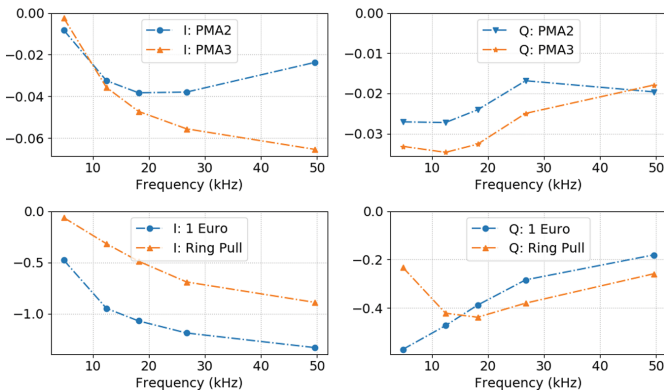 0.00
−0.02
−0.04
−0.06
I: PMA2
I: PMA3
10 20 30 40 50
Frequency (kHz)
0.00
−0.01
−0.02
−0.03
Q: PMA2
Q: PMA3
10 20 30 40 50
Frequency (kHz)
0.0
−0.5
−1.0
I: 1 Euro
I: Ring Pull
10 20 30 40 50
Frequency (kHz)
0.0
−0.2
−0.4
Q: 1 Euro
Q: Ring Pull
10 20 30 40 50
Frequency (kHz)